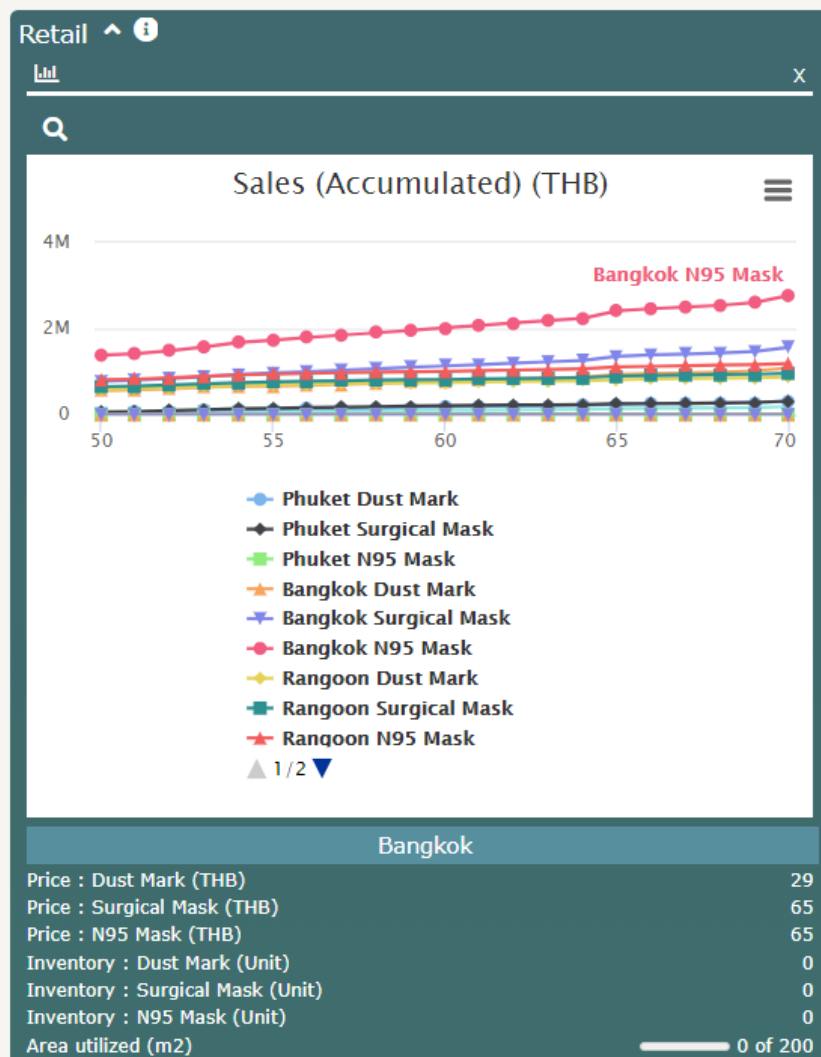 Retail
X
Sales (Accumulated) (THB)
4M
Bangkok N95 Mask
2M
0
50 55 60 65 70
Phuket Dust Mark
Phuket Surgical Mask
Phuket N95 Mask
Bangkok Dust Mark
Bangkok Surgical Mask
Bangkok N95 Mask
Rangoon Dust Mark
Rangoon Surgical Mask
Rangoon N95 Mask
1/2
Bangkok
Price : Dust Mark (THB) 29
Price : Surgical Mask (THB) 65
Price : N95 Mask (THB) 65
Inventory : Dust Mark (Unit) 0
Inventory : Surgical Mask (Unit) 0
Inventory : N95 Mask (Unit) 0
Area utilized (m2) 0 of 200